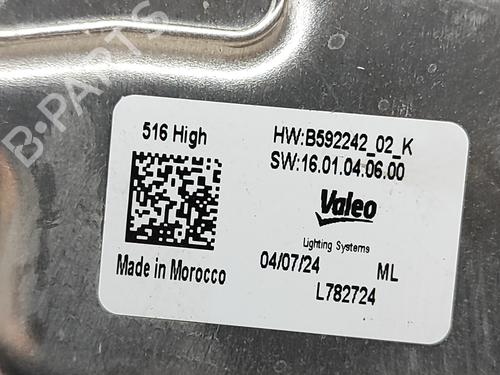 B-PARTS
516 High
HW:B592242_02_K
SW:16.01.04.06.00
Valeo
Lighting Systems
Made in Morocco
04/07/24 ML
L782724